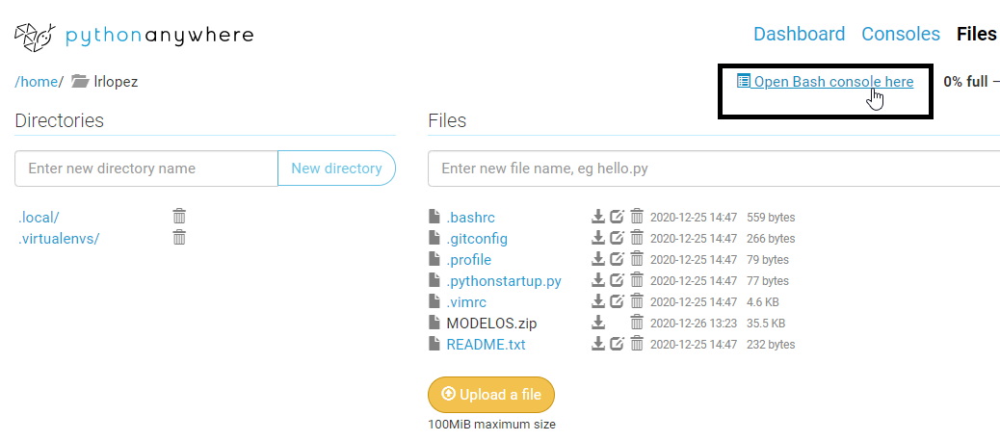 pythonanywhere
Dashboard Consoles Files
/home/ lrlopez
Open Bash console here 0% full –
Directories
Files
Enter new directory name New directory
Enter new file name, eg hello.py
.local/
.virtualenvs/
.bashrc 2020-12-25 14:47 559 bytes
.gitconfig 2020-12-25 14:47 266 bytes
.profile 2020-12-25 14:47 79 bytes
.pythonstartup.py 2020-12-25 14:47 77 bytes
.vimrc 2020-12-25 14:47 4.6 KB
MODELOS.zip 2020-12-26 13:23 35.5 KB
README.txt 2020-12-25 14:47 232 bytes
Upload a file
100MiB maximum size